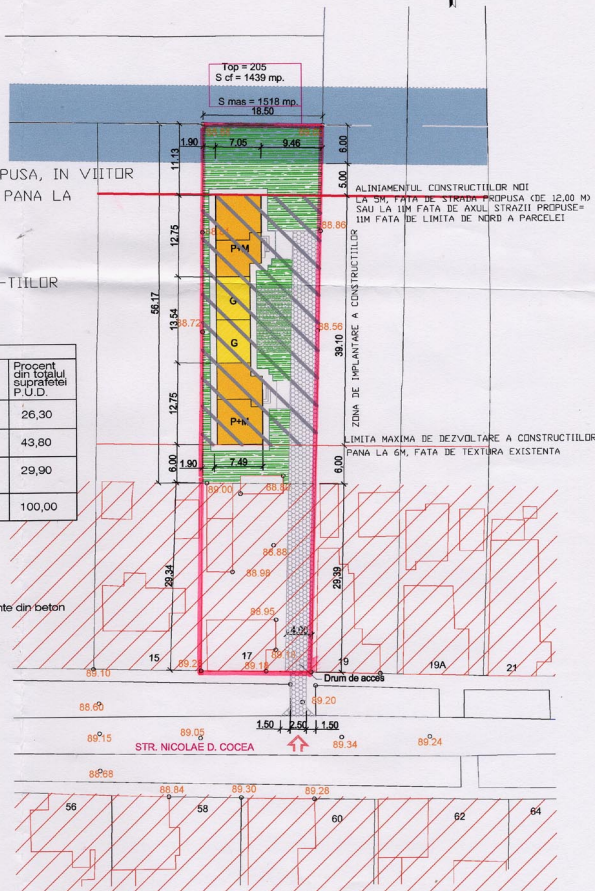 Top = 205
S cf = 1439 mp.
S mas = 1518 mp.
18.50
1.90
7.05
9.46
11.13
6.00
5.00
PUSA, IN VIITOR
PANA LA
ALINIAMENTUL CONSTRUCTIILOR NOI
LA 5M, FATA DE STRADA PROPUSA (DE 12,00 M)
SAU LA 11M FATA DE AXUL STRAZII PROPUSE=
11M FATA DE LIMITA DE NORD A PARCELEI
88.86
12.75
P+M
-TIILOR
56.17
13.54
G
G
88.72
88.56
39.10
ZONA DE IMPLANTARE A CONSTRUCTIILOR
Procent
din totalul
suprafetei
P.U.D.
26,30
43,80
29,90
100,00
12.75
P+M
LIMITA MAXIMA DE DEZVOLTARE A CONSTRUCTIILOR
PANA LA 6M, FATA DE TEXTURA EXISTENTA
6.00
1.90
7.49
6.00
89.00
88.88
88.98
29.34
29.39
88.95
nte din beton
4.00
15
17
19
19A
21
89.10
89.18
Drum de acces
88.60
89.20
1.50
2.50
1.50
89.15
89.05
STR. NICOLAE D. COCEA
89.34
89.24
88.88
88.84
89.30
89.28
56
58
60
62
64